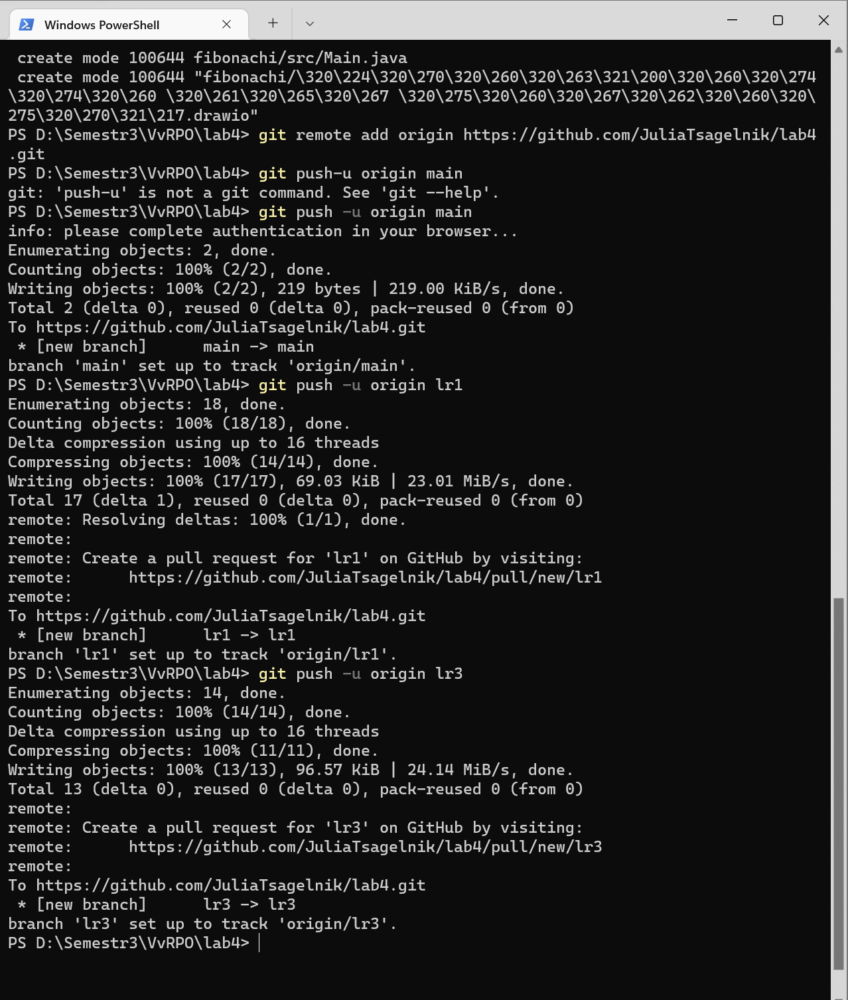 Windows PowerShell
 create mode 100644 fibonachi/src/Main.java
 create mode 100644 "fibonachi/\320\224\320\270\320\260\320\263\321\200\320\260\320\274
\320\274\320\260 \320\261\320\265\320\267 \320\275\320\260\320\267\320\262\320\260\320\
275\320\270\321\217.drawio"
PS D:\Semestr3\VvRPO\lab4> git remote add origin https://github.com/JuliaTsagelnik/lab4
.git
PS D:\Semestr3\VvRPO\lab4> git push-u origin main
git: 'push-u' is not a git command. See 'git --help'.
PS D:\Semestr3\VvRPO\lab4> git push -u origin main
info: please complete authentication in your browser...
Enumerating objects: 2, done.
Counting objects: 100% (2/2), done.
Writing objects: 100% (2/2), 219 bytes | 219.00 KiB/s, done.
Total 2 (delta 0), reused 0 (delta 0), pack-reused 0 (from 0)
To https://github.com/JuliaTsagelnik/lab4.git
 * [new branch]      main -> main
branch 'main' set up to track 'origin/main'.
PS D:\Semestr3\VvRPO\lab4> git push -u origin lr1
Enumerating objects: 18, done.
Counting objects: 100% (18/18), done.
Delta compression using up to 16 threads
Compressing objects: 100% (14/14), done.
Writing objects: 100% (17/17), 69.03 KiB | 23.01 MiB/s, done.
Total 17 (delta 1), reused 0 (delta 0), pack-reused 0 (from 0)
remote: Resolving deltas: 100% (1/1), done.
remote:
remote: Create a pull request for 'lr1' on GitHub by visiting:
remote:      https://github.com/JuliaTsagelnik/lab4/pull/new/lr1
remote:
To https://github.com/JuliaTsagelnik/lab4.git
 * [new branch]      lr1 -> lr1
branch 'lr1' set up to track 'origin/lr1'.
PS D:\Semestr3\VvRPO\lab4> git push -u origin lr3
Enumerating objects: 14, done.
Counting objects: 100% (14/14), done.
Delta compression using up to 16 threads
Compressing objects: 100% (11/11), done.
Writing objects: 100% (13/13), 96.57 KiB | 24.14 MiB/s, done.
Total 13 (delta 0), reused 0 (delta 0), pack-reused 0 (from 0)
remote:
remote: Create a pull request for 'lr3' on GitHub by visiting:
remote:      https://github.com/JuliaTsagelnik/lab4/pull/new/lr3
remote:
To https://github.com/JuliaTsagelnik/lab4.git
 * [new branch]      lr3 -> lr3
branch 'lr3' set up to track 'origin/lr3'.
PS D:\Semestr3\VvRPO\lab4>